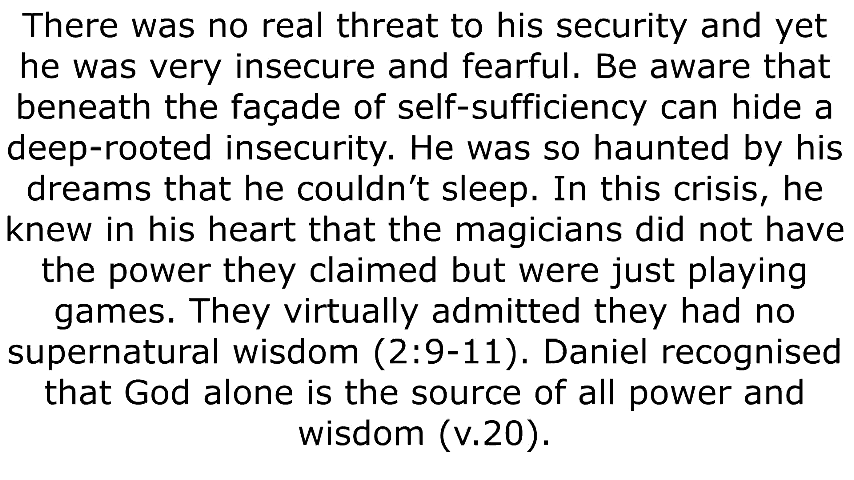 There was no real threat to his security and yet
he was very insecure and fearful. Be aware that
beneath the façade of self-sufficiency can hide a
deep-rooted insecurity. He was so haunted by his
dreams that he couldn’t sleep. In this crisis, he
knew in his heart that the magicians did not have
the power they claimed but were just playing
games. They virtually admitted they had no
supernatural wisdom (2:9-11). Daniel recognised
that God alone is the source of all power and
wisdom (v.20).